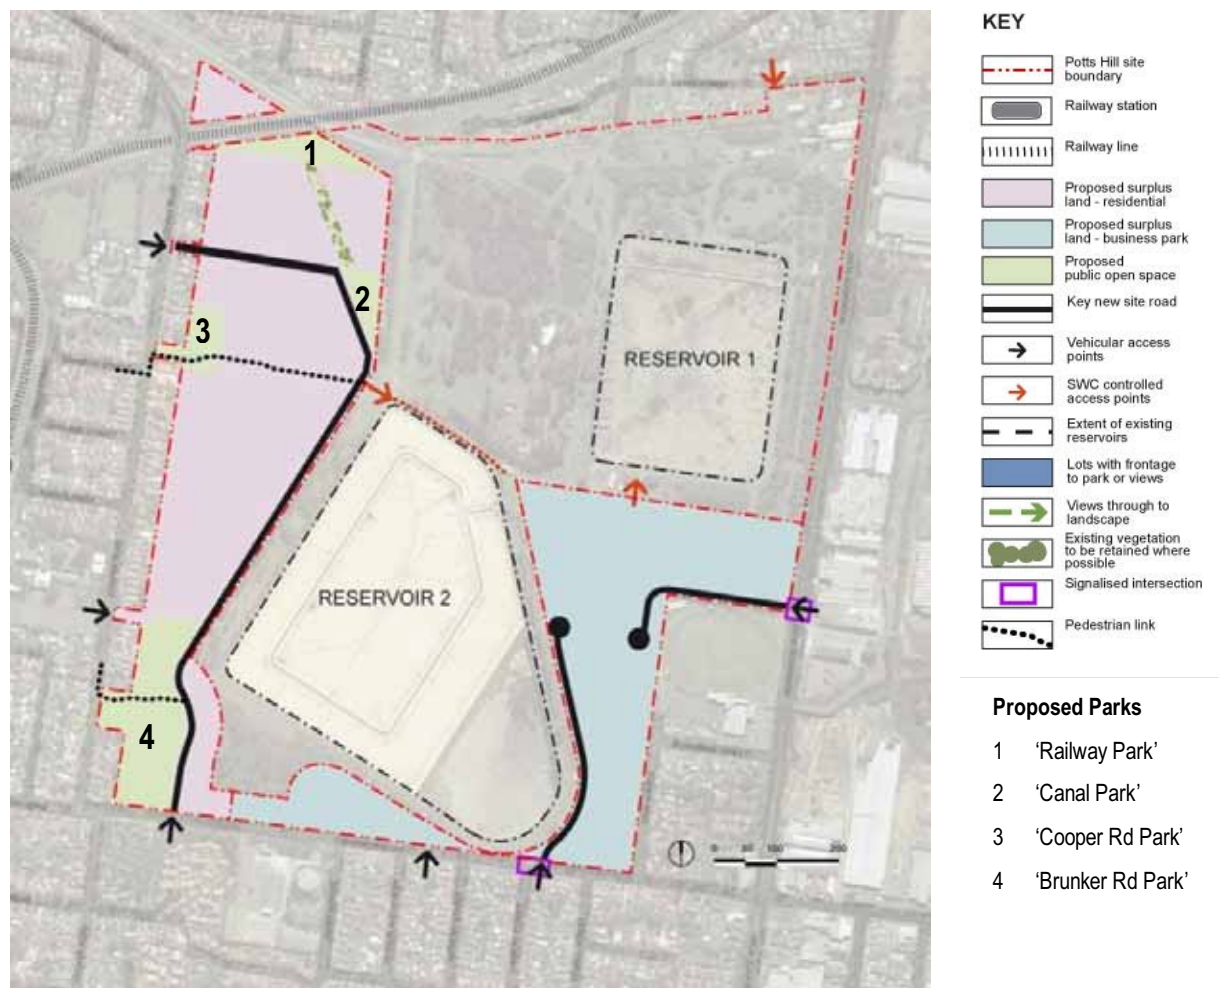 1
2
3
4
RESERVOIR 1
RESERVOIR 2
KEY
Potts Hill site
boundary
Railway station
Railway line
Proposed surplus
land - residential
Proposed surplus
land - business park
Proposed
public open space
Key new site road
Vehicular access
points
SWC controlled
access points
Extent of existing
reservoirs
Lots with frontage
to park or views
Views through to
landscape
Existing vegetation
to be retained where
possible
Signalised intersection
Pedestrian link
Proposed Parks
1 ‘Railway Park’
2 ‘Canal Park’
3 ‘Cooper Rd Park’
4 ‘Brunker Rd Park’